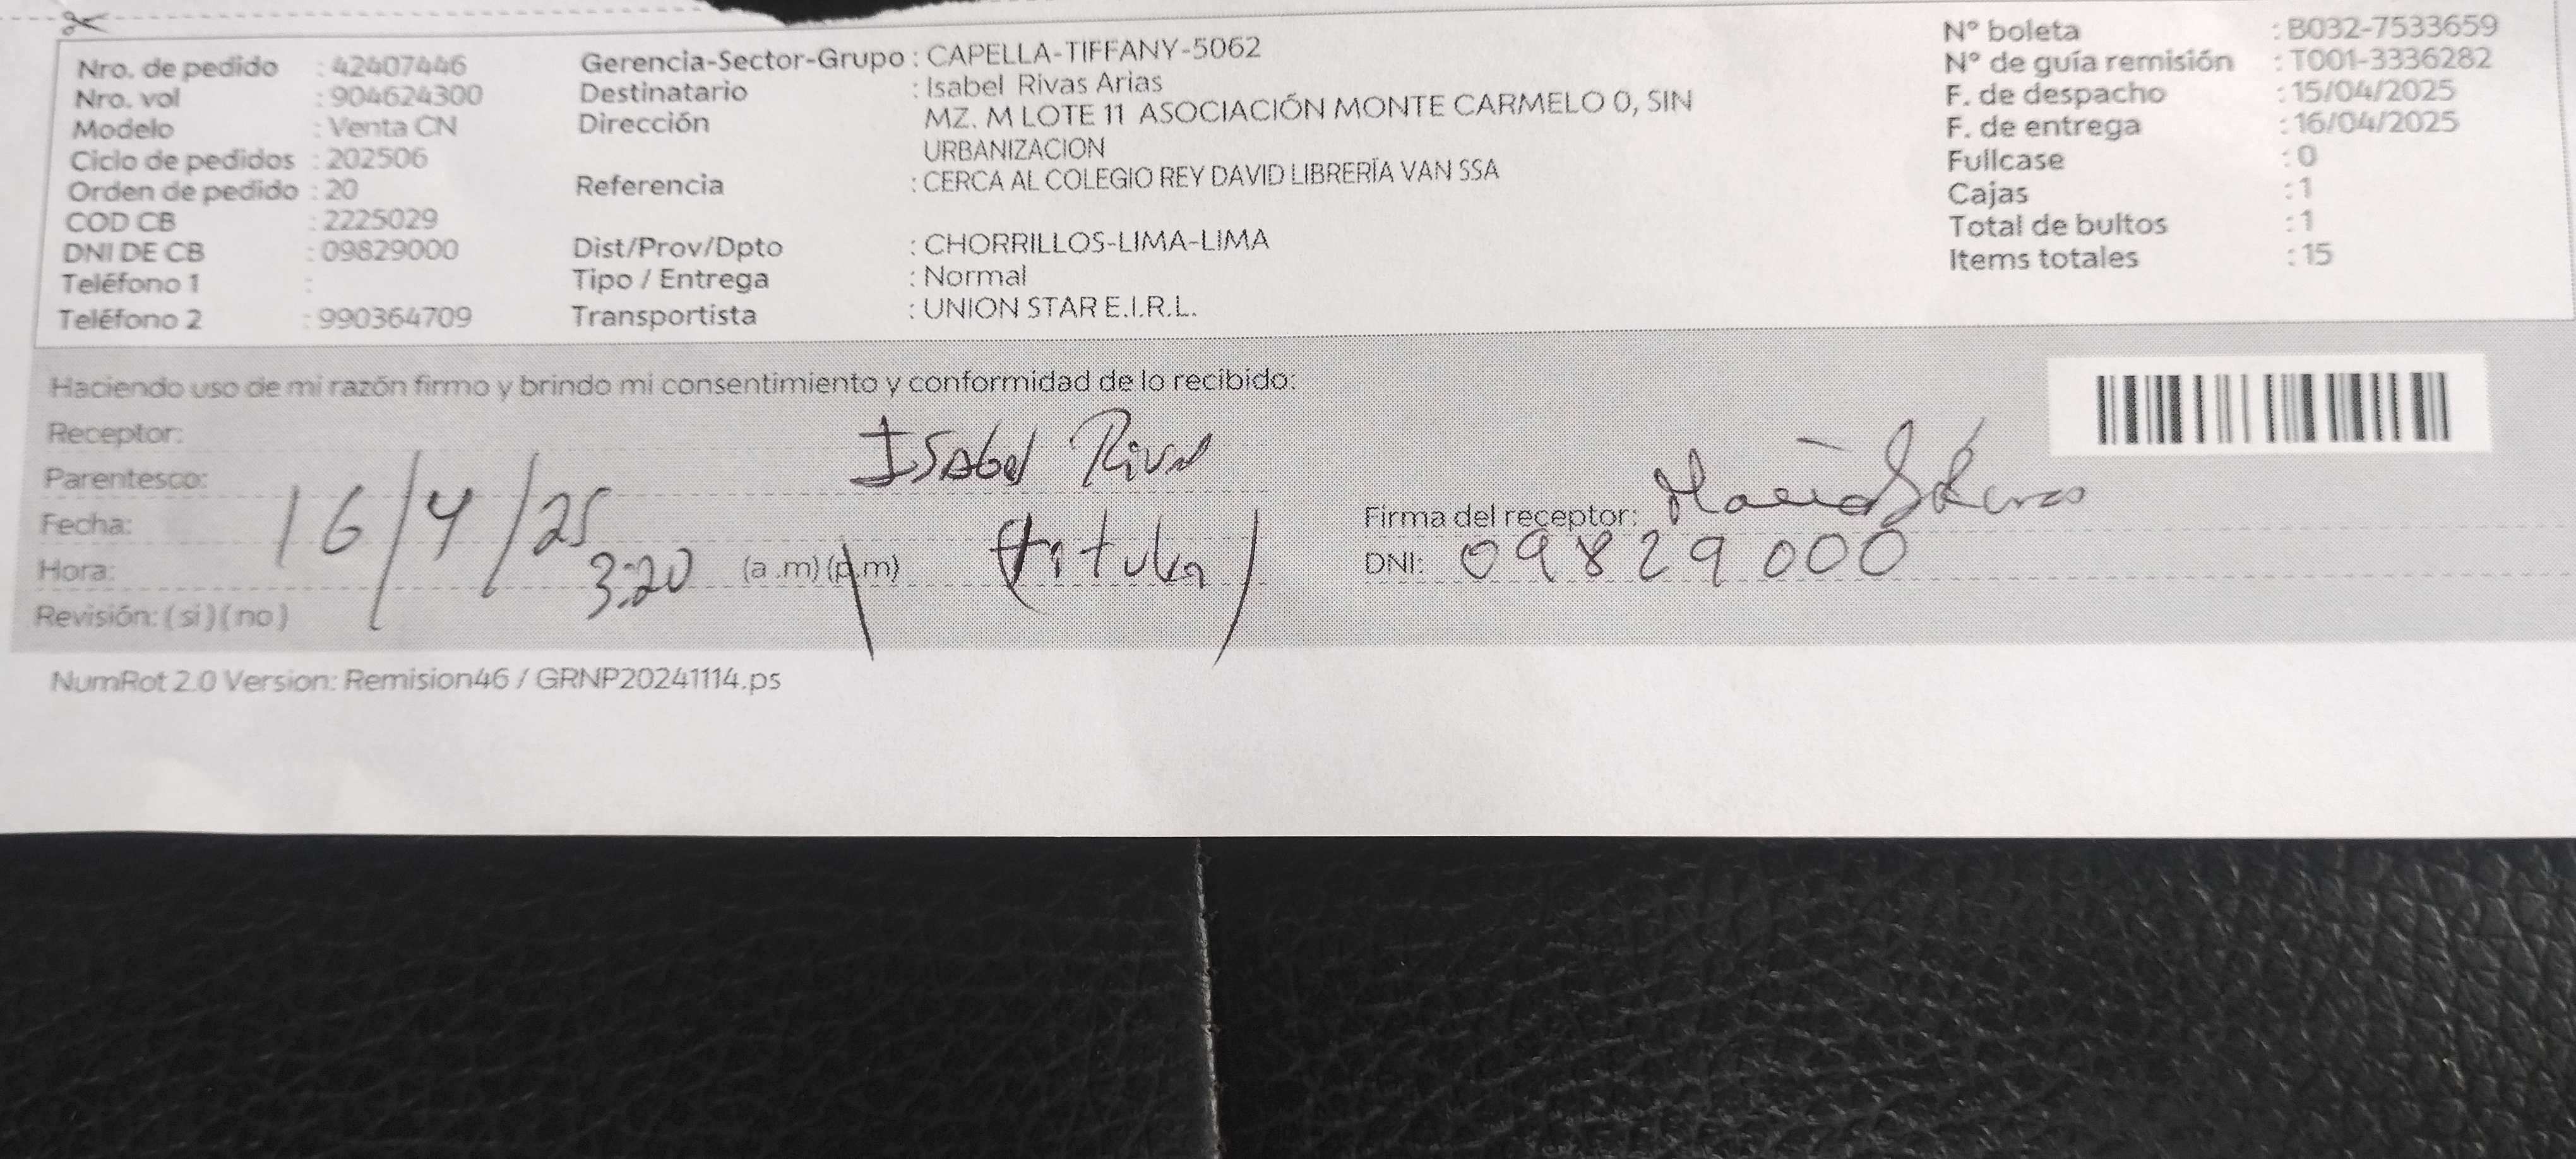 Nro. de pedido : 42407446
Nro. vol : 904624300
Modelo : Venta CN
Ciclo de pedidos : 202506
Orden de pedido : 20
COD CB : 2225029
DNI DE CB : 09829000
Teléfono 1 :
Teléfono 2 : 990364709
Gerencia-Sector-Grupo : CAPELLA-TIFFANY-5062
Destinatario : Isabel Rivas Arias
Dirección MZ. M LOTE 11 ASOCIACIÓN MONTE CARMELO 0, SIN
URBANIZACION
Referencia : CERCA AL COLEGIO REY DAVID LIBRERÍA VAN SSA
Dist/Prov/Dpto : CHORRILLOS-LIMA-LIMA
Tipo / Entrega : Normal
Transportista : UNION STAR E.I.R.L.
N° boleta : B032-7533659
N° de guía remisión : T001-3336282
F. de despacho : 15/04/2025
F. de entrega : 16/04/2025
Fullcase : 0
Cajas : 1
Total de bultos : 1
Items totales : 15
Haciendo uso de mi razón firmo y brindo mi consentimiento y conformidad de lo recibido:
Receptor: Isabel Rivas
Parentesco:
Fecha: 16/4/25
(titular)
Hora: 3:20 (a .m) (p.m)
Revisión: ( si ) ( no )
Firma del receptor:
DNI: 09829000
NumRot 2.0 Version: Remision46 / GRNP20241114.ps